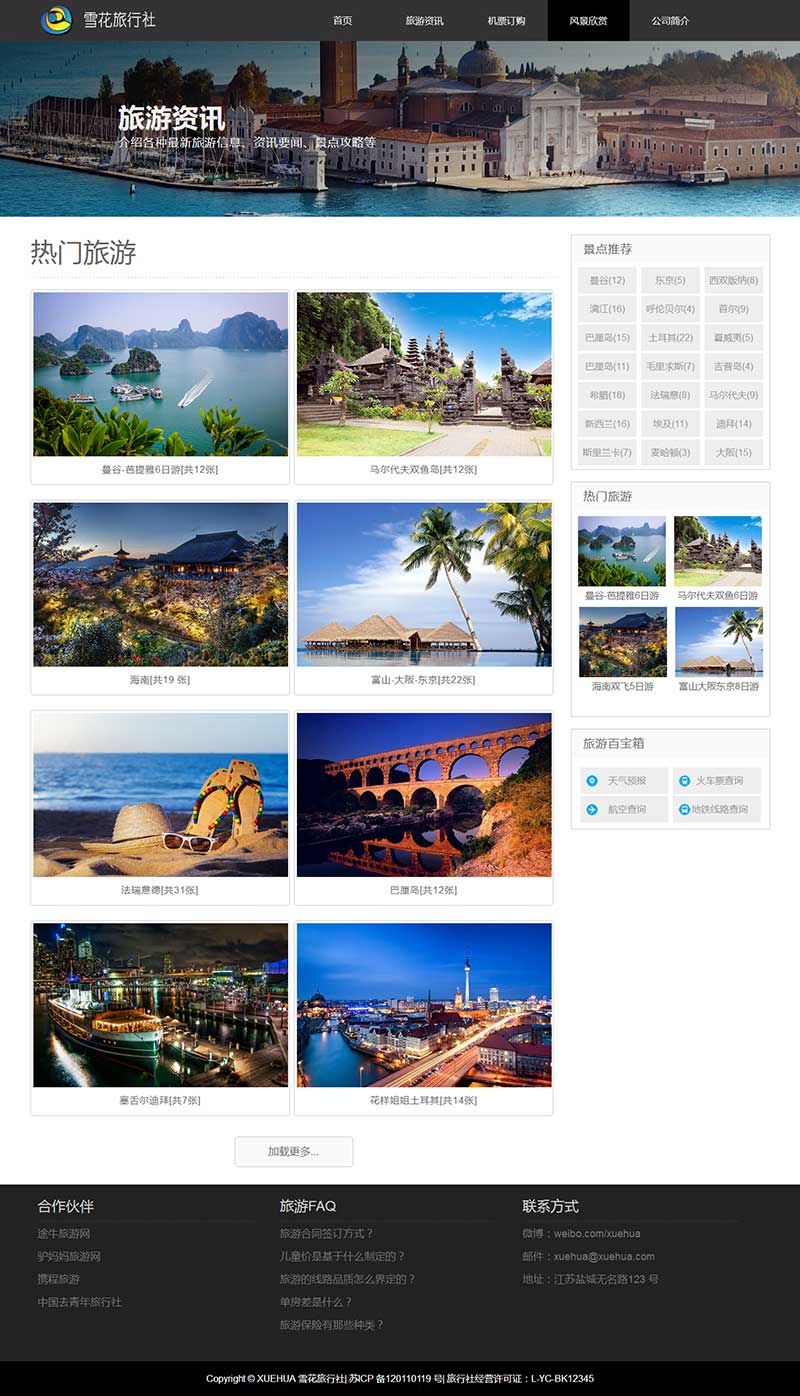 雪花旅行社
首页 旅游资讯 机票订购 风景欣赏 公司简介
旅游资讯
介绍各种最新旅游信息、资讯要闻、景点攻略等
热门旅游
曼谷-芭提雅6日游[共12张]
马尔代夫双鱼岛[共12张]
海南[共19 张]
富山-大阪-东京[共22张]
法瑞意德[共31张]
巴厘岛[共12张]
塞舌尔迪拜[共7张]
花样姐姐土耳其[共14张]
加载更多...
景点推荐
曼谷(12) 东京(5) 西双版纳(8)
漓江(16) 呼伦贝尔(4) 首尔(9)
巴厘岛(15) 土耳其(22) 夏威夷(5)
巴厘岛(11) 毛里求斯(7) 吉普岛(4)
希腊(18) 法瑞意(8) 马尔代夫(9)
新西兰(16) 埃及(11) 迪拜(14)
斯里兰卡(7) 麦哈顿(3) 大阪(15)
热门旅游
曼谷-芭提雅6日游 马尔代夫双鱼6日游
海南双飞5日游 富山大阪东京8日游
旅游百宝箱
天气预报 火车票查询
航空查询 地铁线路查询
合作伙伴
途牛旅游网
驴妈妈旅游网
携程旅游
中国去青年旅行社
旅游FAQ
旅游合同签订方式？
儿童价是基于什么制定的？
旅游的线路品质怎么界定的？
单房差是什么？
旅游保险有那些种类？
联系方式
微博：weibo.com/xuehua
邮件：xuehua@xuehua.com
地址：江苏盐城无名路123 号
Copyright © XUEHUA 雪花旅行社| 苏ICP 备120110119 号| 旅行社经营许可证：L-YC-BK12345